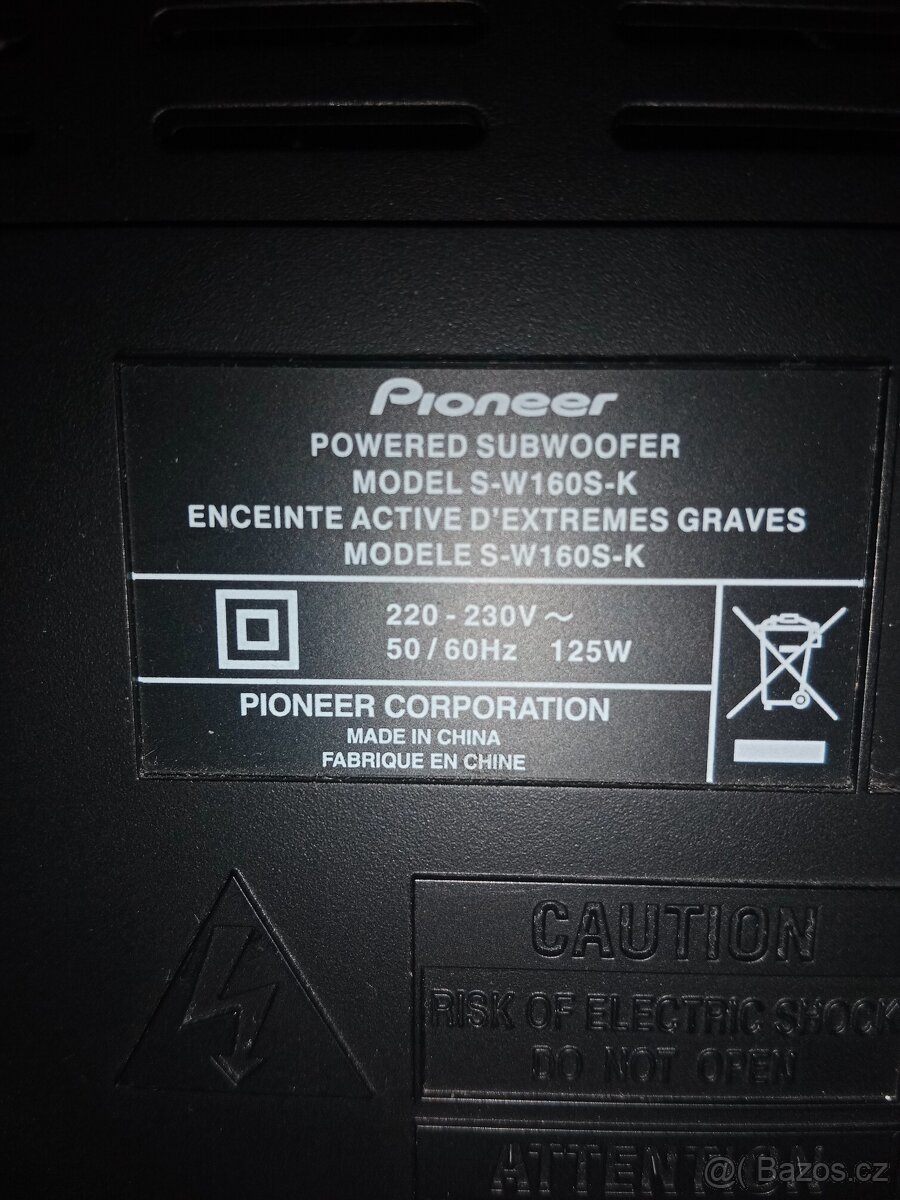 Pioneer
POWERED SUBWOOFER
MODEL S-W160S-K
ENCEINTE ACTIVE D'EXTREMES GRAVES
MODELE S-W160S-K
220 - 230V ~
50 / 60Hz 125W
PIONEER CORPORATION
MADE IN CHINA
FABRIQUE EN CHINE
CAUTION
RISK OF ELECTRIC SHOCK
DO NOT OPEN
ATTENTION
@( Bazos.cz